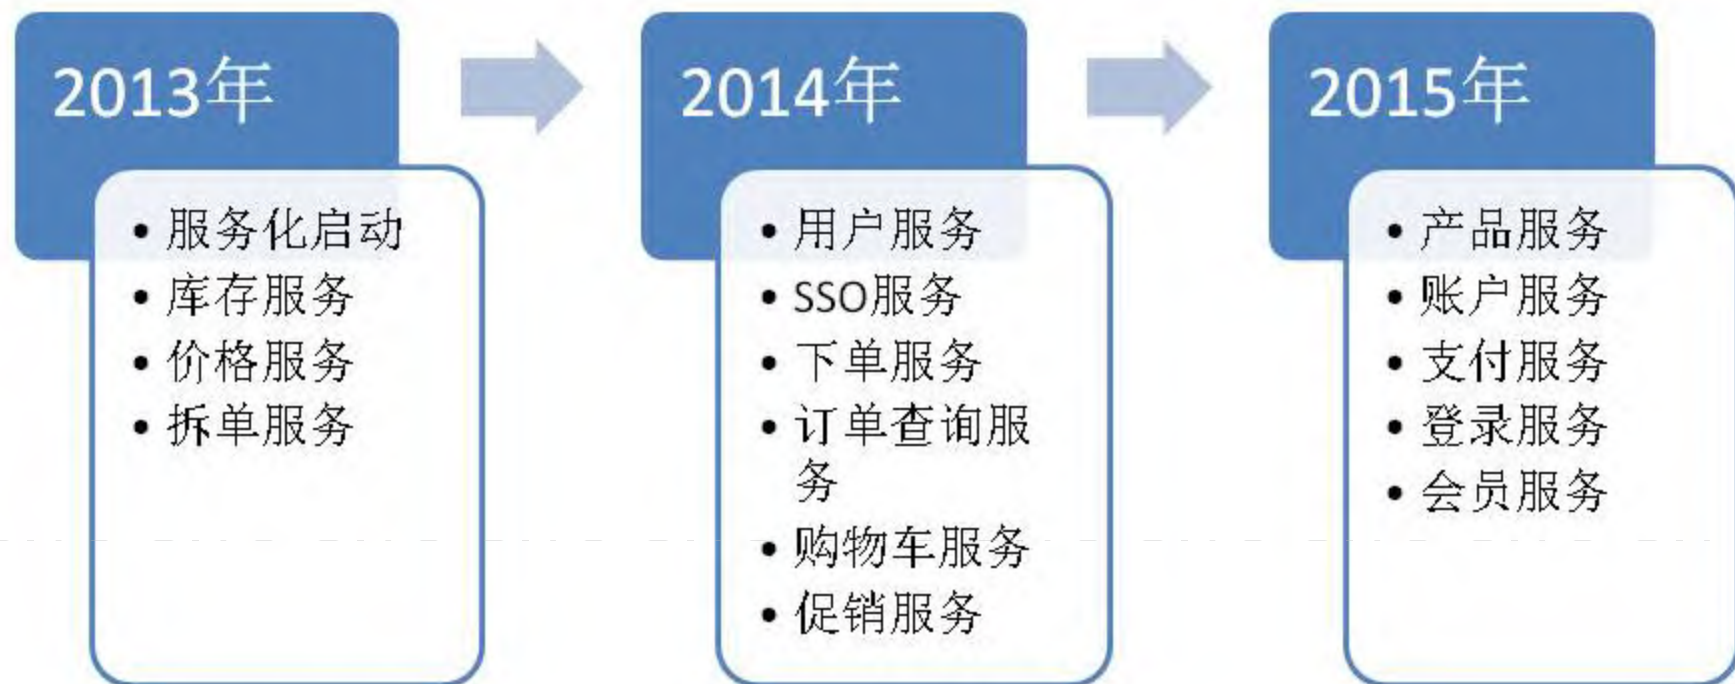 2013年
• 服务化启动
• 库存服务
• 价格服务
• 拆单服务
2014年
• 用户服务
• SSO服务
• 下单服务
• 订单查询服
务
• 购物车服务
• 促销服务
2015年
• 产品服务
• 账户服务
• 支付服务
• 登录服务
• 会员服务